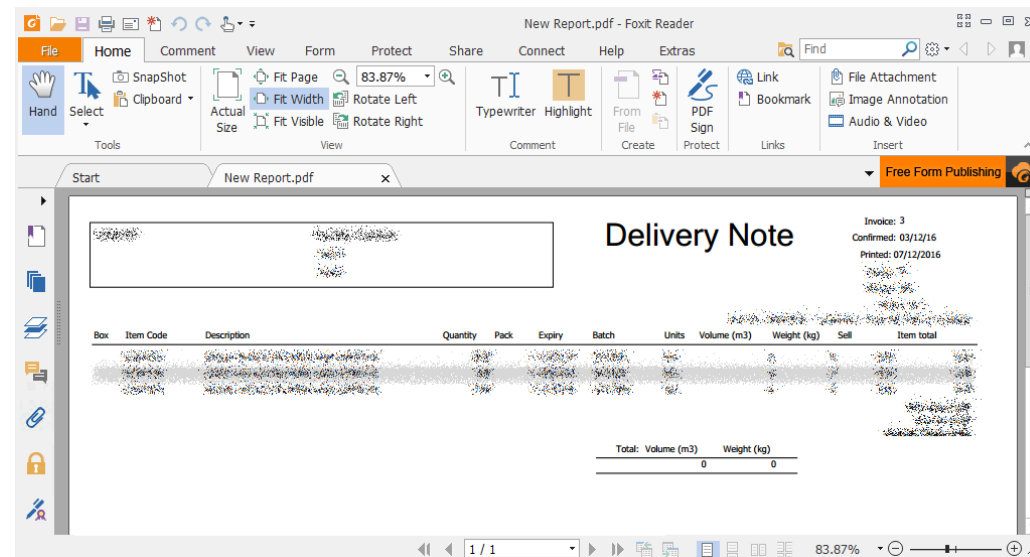 New Report.pdf - Foxit Reader
File Home Comment View Form Protect Share Connect Help Extras Find
Hand
Select
SnapShot
Clipboard
Tools
Actual Size
Fit Page
Fit Width
Fit Visible
83.87%
Rotate Left
Rotate Right
View
Typewriter
Highlight
Comment
From File
Create
PDF Sign
Protect
Link
Bookmark
Links
File Attachment
Image Annotation
Audio & Video
Insert
Start
New Report.pdf x
Free Form Publishing
Delivery Note
Invoice: 3
Confirmed: 03/12/16
Printed: 07/12/2016
Box Item Code Description Quantity Pack Expiry Batch Units Volume (m3) Weight (kg) Sell Item total
Total: Volume (m3) Weight (kg)
0 0
1 / 1
83.87%